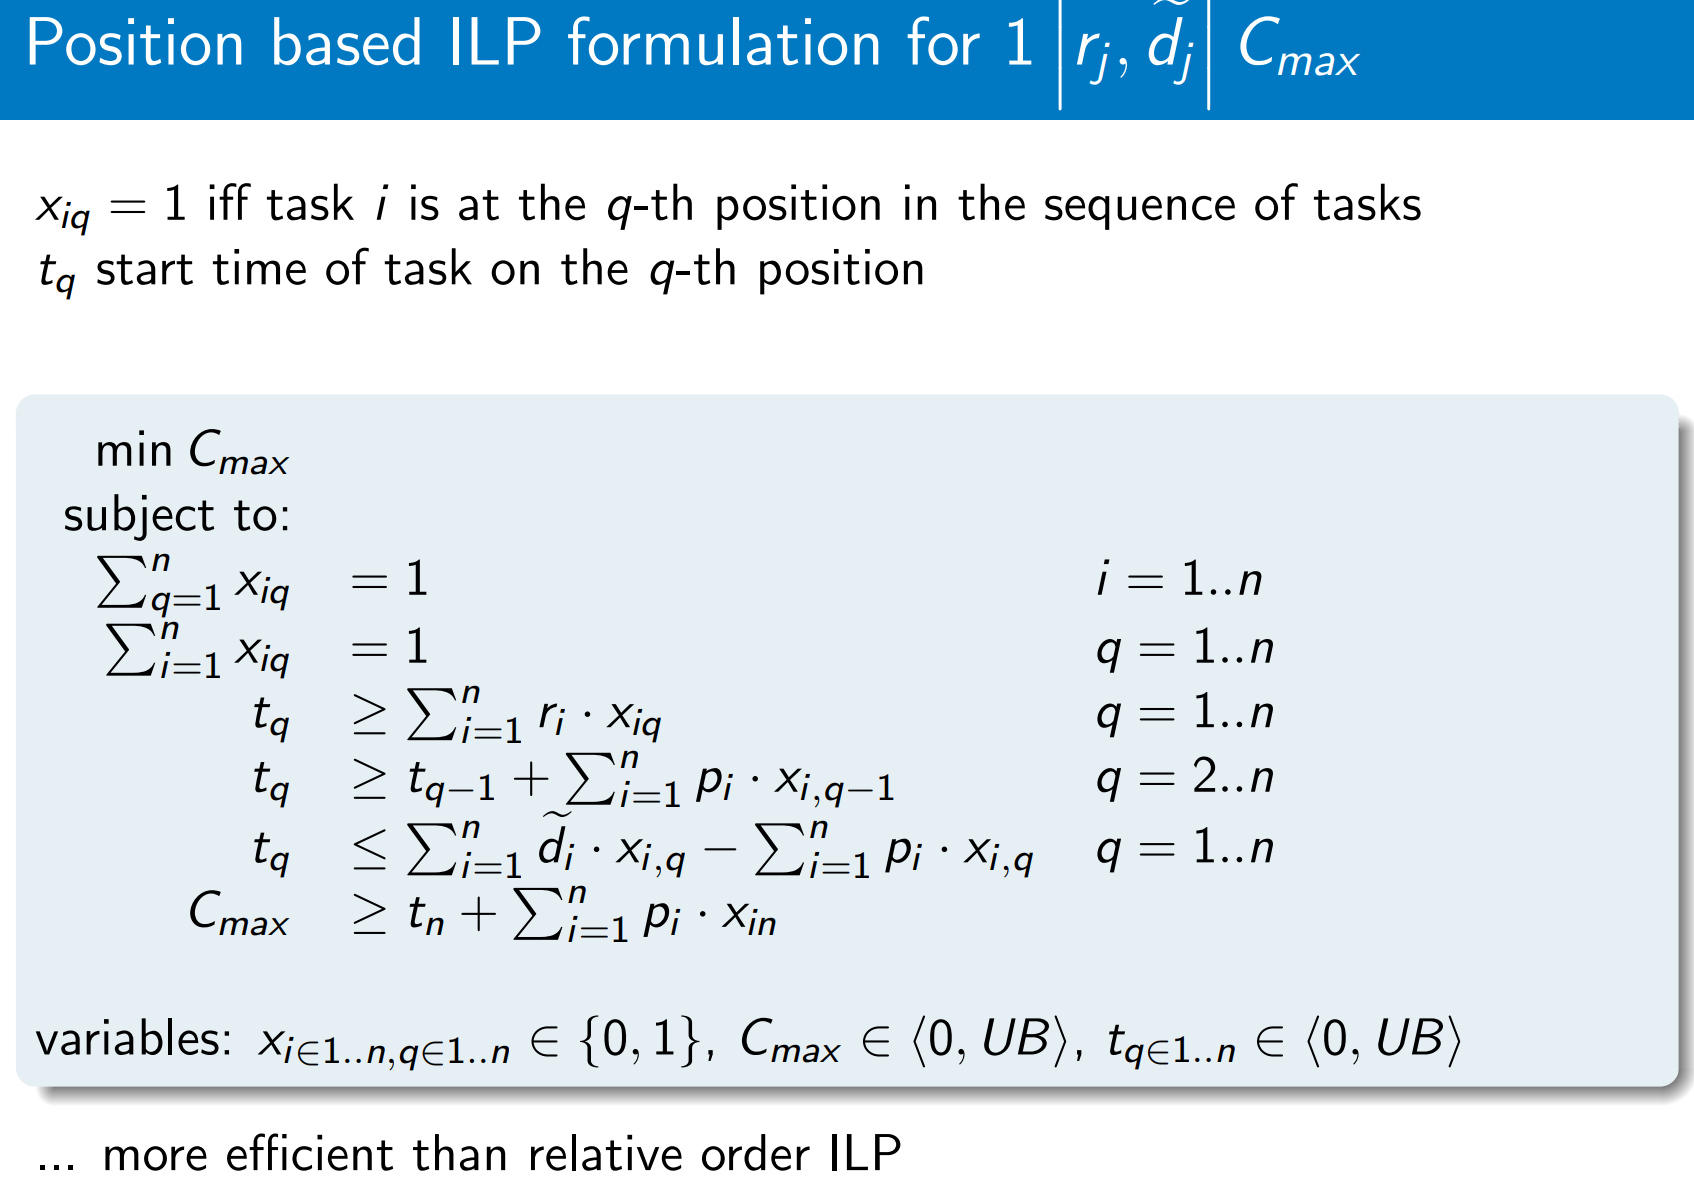 Position based ILP formulation for 1 |r_j, d̃_j| C_max
x_iq = 1 iff task i is at the q-th position in the sequence of tasks
t_q start time of task on the q-th position
min C_max
subject to:
∑_{q=1}^{n} x_iq = 1 i = 1..n
∑_{i=1}^{n} x_iq = 1 q = 1..n
t_q ≥ ∑_{i=1}^{n} r_i · x_iq q = 1..n
t_q ≥ t_{q−1} + ∑_{i=1}^{n} p_i · x_{i,q−1} q = 2..n
t_q ≤ ∑_{i=1}^{n} d̃_i · x_{i,q} − ∑_{i=1}^{n} p_i · x_{i,q} q = 1..n
C_max ≥ t_n + ∑_{i=1}^{n} p_i · x_in
variables: x_{i∈1..n,q∈1..n} ∈ {0, 1}, C_max ∈ ⟨0, UB⟩, t_{q∈1..n} ∈ ⟨0, UB⟩
... more efficient than relative order ILP